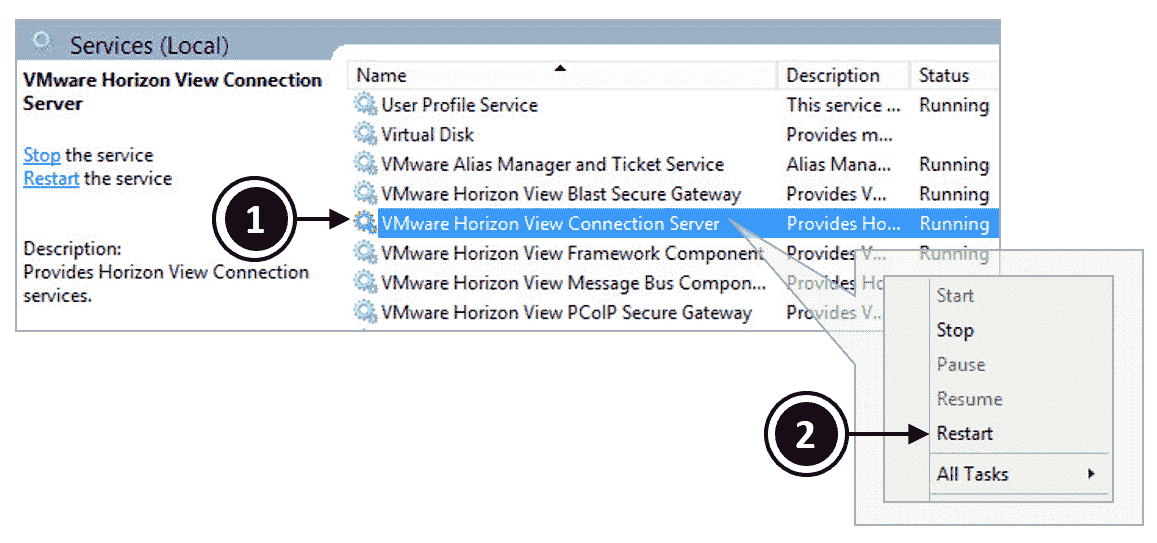 Services (Local)
VMware Horizon View Connection
Server
Stop the service
Restart the service
Description:
Provides Horizon View Connection
services.
Name Description Status
User Profile Service This service ... Running
Virtual Disk Provides m...
VMware Alias Manager and Ticket Service Alias Mana... Running
VMware Horizon View Blast Secure Gateway Provides V... Running
VMware Horizon View Connection Server Provides Ho... Running
VMware Horizon View Framework Component Provides V... Running
VMware Horizon View Message Bus Compon... Provides Ho
VMware Horizon View PCoIP Secure Gateway Provides V...
1
Start
Stop
Pause
Resume
2
Restart
All Tasks